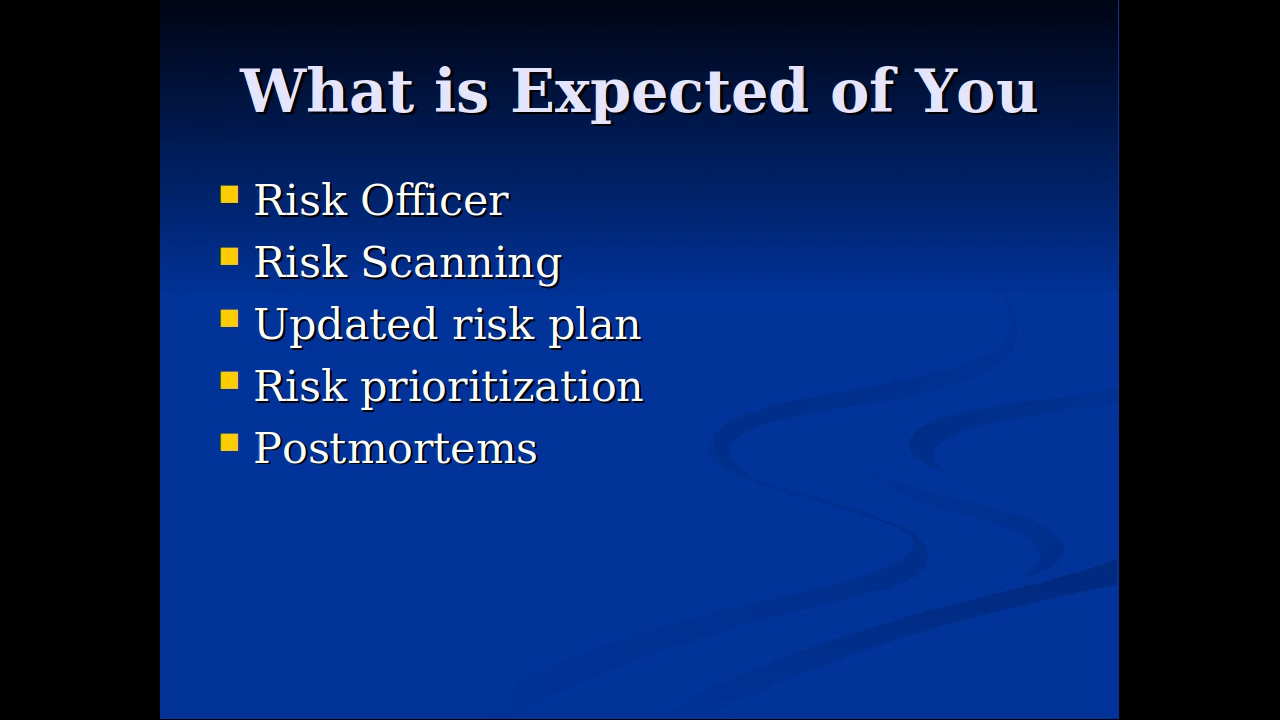 What is Expected of You
Risk Officer
Risk Scanning
Updated risk plan
Risk prioritization
Postmortems